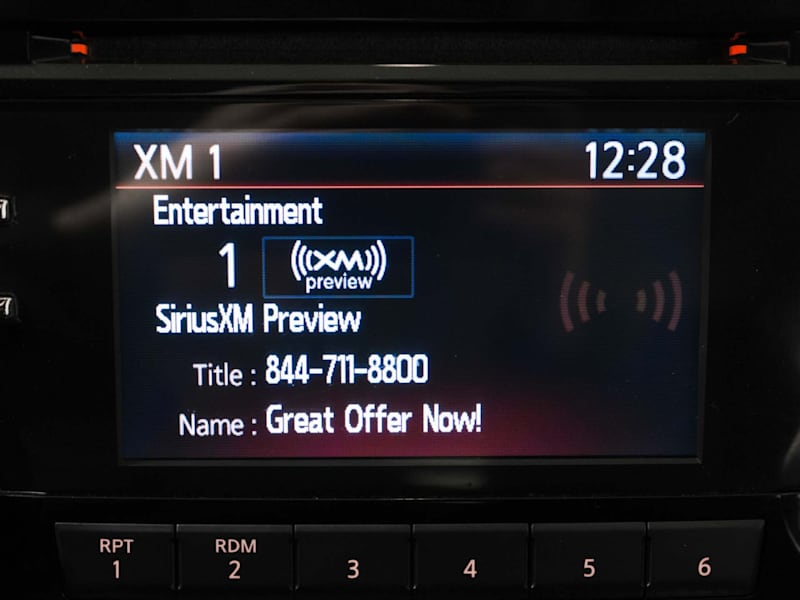 XM 1 12:28
Entertainment
1 ((XM)) preview
SiriusXM Preview
Title : 844-711-8800
Name : Great Offer Now!
RPT RDM
1 2 3 4 5 6